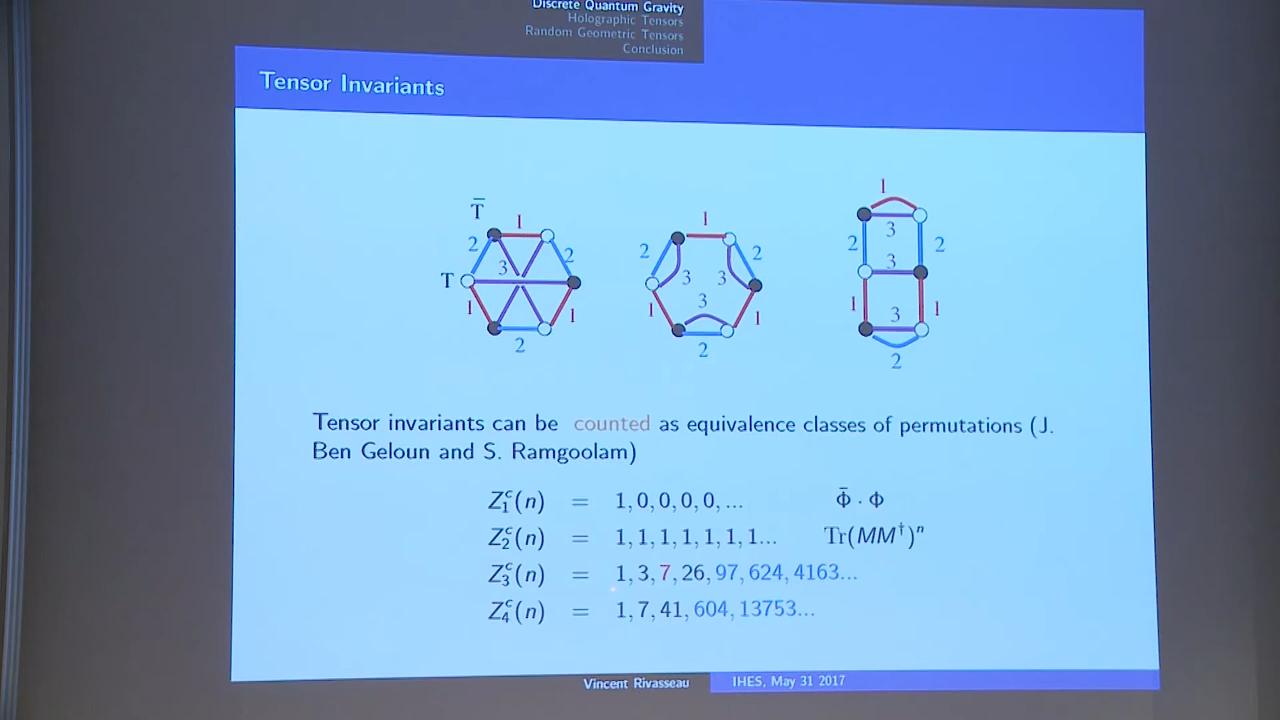 Discrete Quantum Gravity
Holographic Tensors
Random Geometric Tensors
Conclusion
Tensor Invariants
T̄ 1 2 2 3 T 1 1 2
1 2 2 3 3 3 1 1 2
1 3 2 2 3 1 1 3 2
Tensor invariants can be counted as equivalence classes of permutations (J.
Ben Geloun and S. Ramgoolam)
Z₁ᶜ(n) = 1, 0, 0, 0, 0, ... Φ̄ · Φ
Z₂ᶜ(n) = 1, 1, 1, 1, 1, 1, 1... Tr(MM†)ⁿ
Z₃ᶜ(n) = 1, 3, 7, 26, 97, 624, 4163...
Z₄ᶜ(n) = 1, 7, 41, 604, 13753...
Vincent Rivasseau IHES, May 31 2017